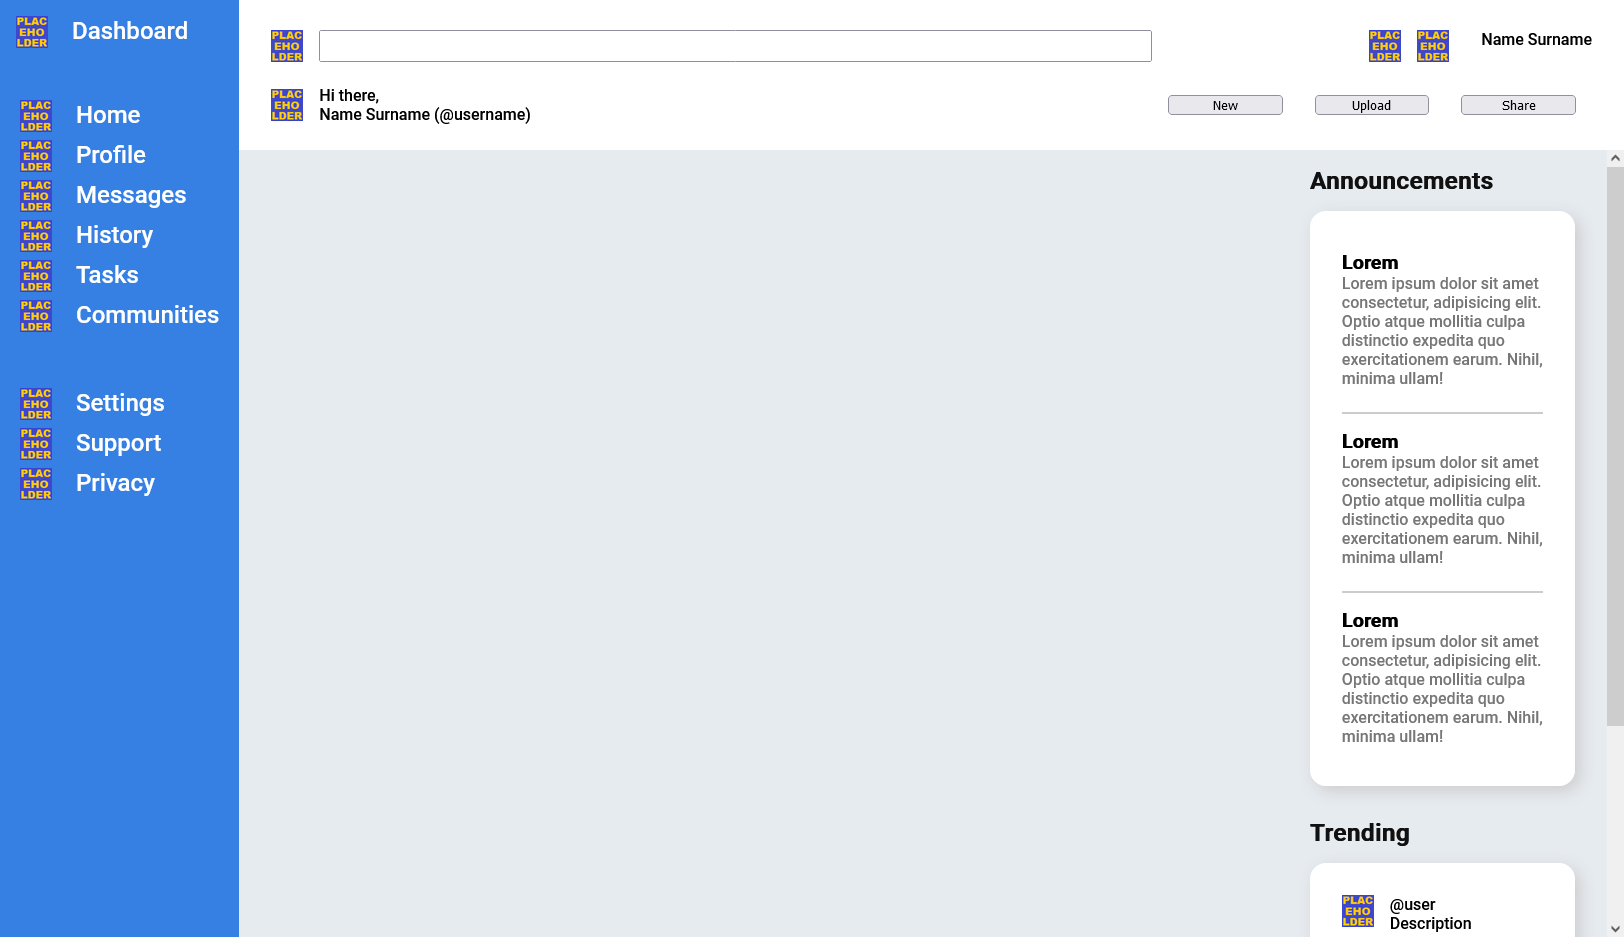 PLAC
EHO
LDER
Dashboard
PLAC
EHO
LDER
Home
PLAC
EHO
LDER
Profile
PLAC
EHO
LDER
Messages
PLAC
EHO
LDER
History
PLAC
EHO
LDER
Tasks
PLAC
EHO
LDER
Communities
PLAC
EHO
LDER
Settings
PLAC
EHO
LDER
Support
PLAC
EHO
LDER
Privacy
PLAC
EHO
LDER
PLAC
EHO
LDER
PLAC
EHO
LDER
Name Surname
PLAC
EHO
LDER
Hi there,
Name Surname (@username)
New
Upload
Share
Announcements
Lorem
Lorem ipsum dolor sit amet
consectetur, adipisicing elit.
Optio atque mollitia culpa
distinctio expedita quo
exercitationem earum. Nihil,
minima ullam!
Lorem
Lorem ipsum dolor sit amet
consectetur, adipisicing elit.
Optio atque mollitia culpa
distinctio expedita quo
exercitationem earum. Nihil,
minima ullam!
Lorem
Lorem ipsum dolor sit amet
consectetur, adipisicing elit.
Optio atque mollitia culpa
distinctio expedita quo
exercitationem earum. Nihil,
minima ullam!
Trending
PLAC
EHO
LDER
@user
Description